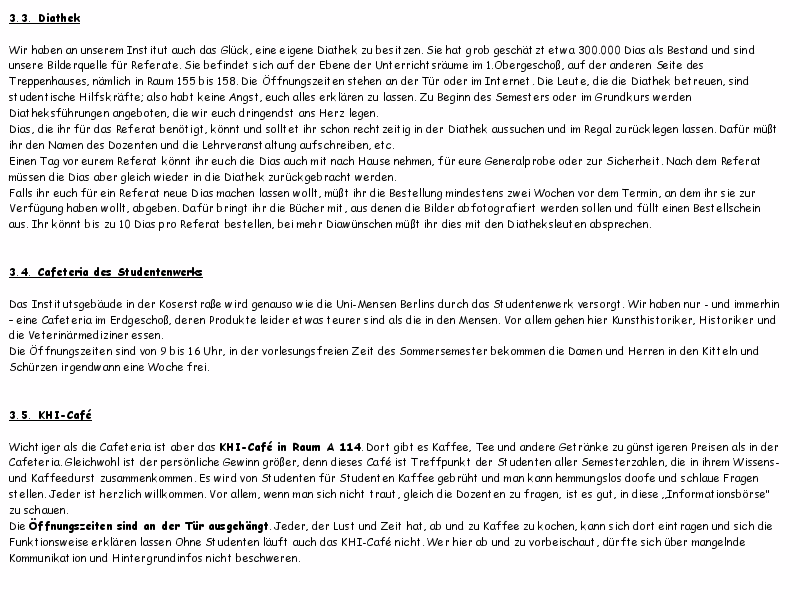 3.3. Diathek
Wir haben an unserem Institut auch das Glück, eine eigene Diathek zu besitzen. Sie hat grob geschätzt etwa 300.000 Dias als Bestand und sind
unsere Bilderquelle für Referate. Sie befindet sich auf der Ebene der Unterrichtsräume im 1.Obergeschoß, auf der anderen Seite des
Treppenhauses, nämlich in Raum 155 bis 158. Die Öffnungszeiten stehen an der Tür oder im Internet. Die Leute, die die Diathek betreuen, sind
studentische Hilfskräfte; also habt keine Angst, euch alles erklären zu lassen. Zu Beginn des Semesters oder im Grundkurs werden
Diatheksführungen angeboten, die wir euch dringendst ans Herz legen.
Dias, die ihr für das Referat benötigt, könnt und solltet ihr schon rechtzeitig in der Diathek aussuchen und im Regal zurücklegen lassen. Dafür müßt
ihr den Namen des Dozenten und die Lehrveranstaltung aufschreiben, etc.
Einen Tag vor eurem Referat könnt ihr euch die Dias auch mit nach Hause nehmen, für eure Generalprobe oder zur Sicherheit. Nach dem Referat
müssen die Dias aber gleich wieder in die Diathek zurückgebracht werden.
Falls ihr euch für ein Referat neue Dias machen lassen wollt, müßt ihr die Bestellung mindestens zwei Wochen vor dem Termin, an dem ihr sie zur
Verfügung haben wollt, abgeben. Dafür bringt ihr die Bücher mit, aus denen die Bilder abfotografiert werden sollen und füllt einen Bestellschein
aus. Ihr könnt bis zu 10 Dias pro Referat bestellen, bei mehr Diawünschen müßt ihr dies mit den Diatheksleuten absprechen.
3.4. Cafeteria des Studentenwerks
Das Institutsgebäude in der Koserstraße wird genauso wie die Uni-Mensen Berlins durch das Studentenwerk versorgt. Wir haben nur - und immerhin
– eine Cafeteria im Erdgeschoß, deren Produkte leider etwas teurer sind als die in den Mensen. Vor allem gehen hier Kunsthistoriker, Historiker und
die Veterinärmediziner essen.
Die Öffnungszeiten sind von 9 bis 16 Uhr, in der vorlesungsfreien Zeit des Sommersemester bekommen die Damen und Herren in den Kitteln und
Schürzen irgendwann eine Woche frei.
3.5. KHI-Café
Wichtiger als die Cafeteria ist aber das KHI-Café in Raum A 114. Dort gibt es Kaffee, Tee und andere Getränke zu günstigeren Preisen als in der
Cafeteria. Gleichwohl ist der persönliche Gewinn größer, denn dieses Café ist Treffpunkt der Studenten aller Semesterzahlen, die in ihrem Wissens-
und Kaffeedurst zusammenkommen. Es wird von Studenten für Studenten Kaffee gebrüht und man kann hemmungslos doofe und schlaue Fragen
stellen. Jeder ist herzlich willkommen. Vor allem, wenn man sich nicht traut, gleich die Dozenten zu fragen, ist es gut, in diese „Informationsbörse“
zu schauen.
Die Öffnungszeiten sind an der Tür ausgehängt. Jeder, der Lust und Zeit hat, ab und zu Kaffee zu kochen, kann sich dort eintragen und sich die
Funktionsweise erklären lassen Ohne Studenten läuft auch das KHI-Café nicht. Wer hier ab und zu vorbeischaut, dürfte sich über mangelnde
Kommunikation und Hintergrundinfos nicht beschweren.